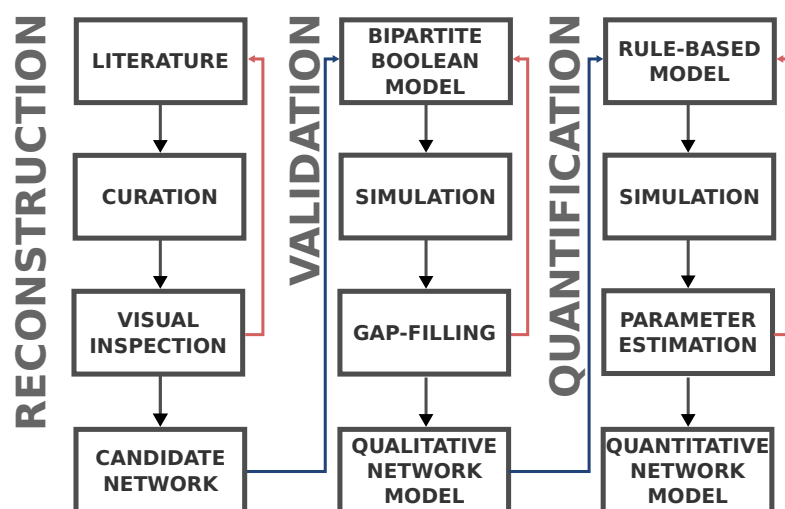 RECONSTRUCTION
LITERATURE
CURATION
VISUAL
INSPECTION
CANDIDATE
NETWORK
VALIDATION
BIPARTITE
BOOLEAN
MODEL
SIMULATION
GAP-FILLING
QUALITATIVE
NETWORK
MODEL
QUANTIFICATION
RULE-BASED
MODEL
SIMULATION
PARAMETER
ESTIMATION
QUANTITATIVE
NETWORK
MODEL